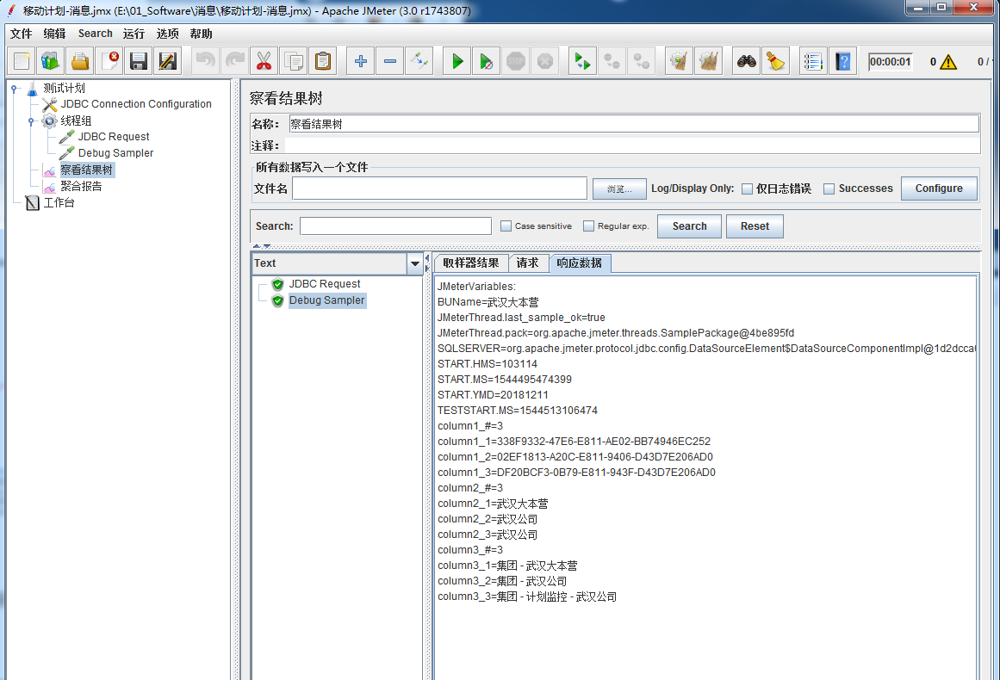 移动计划-消息.jmx (E:\01_Software\消息\移动计划-消息.jmx) - Apache JMeter (3.0 r1743807)
文件 编辑 Search 运行 选项 帮助
00:00:01 0 0 /
测试计划
JDBC Connection Configuration
线程组
JDBC Request
Debug Sampler
察看结果树
聚合报告
工作台
察看结果树
名称: 察看结果树
注释:
所有数据写入一个文件
文件名 浏览... Log/Display Only: 仅日志错误 Successes Configure
Search: Case sensitive Regular exp. Search Reset
Text
JDBC Request
Debug Sampler
取样器结果 请求 响应数据
JMeterVariables:
BUName=武汉大本营
JMeterThread.last_sample_ok=true
JMeterThread.pack=org.apache.jmeter.threads.SamplePackage@4be895fd
SQLSERVER=org.apache.jmeter.protocol.jdbc.config.DataSourceElement$DataSourceComponentImpl@1d2dcca
START.HMS=103114
START.MS=1544495474399
START.YMD=20181211
TESTSTART.MS=1544513106474
column1_#=3
column1_1=338F9332-47E6-E811-AE02-BB74946EC252
column1_2=02EF1813-A20C-E811-9406-D43D7E206AD0
column1_3=DF20BCF3-0B79-E811-943F-D43D7E206AD0
column2_#=3
column2_1=武汉大本营
column2_2=武汉公司
column2_3=武汉公司
column3_#=3
column3_1=集团 - 武汉大本营
column3_2=集团 - 武汉公司
column3_3=集团 - 计划监控 - 武汉公司